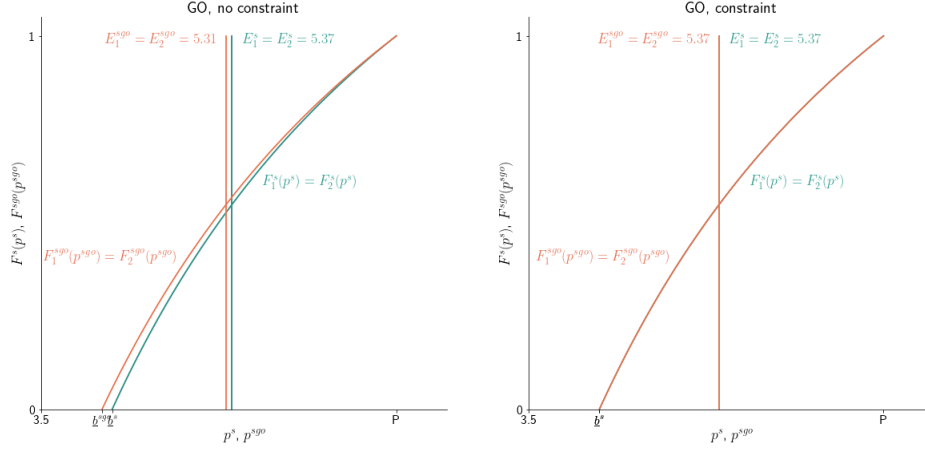 GO, no constraint
1
E_1^{sgo} = E_2^{sgo} = 5.31
E_1^s = E_2^s = 5.37
F_1^s(p^s) = F_2^s(p^s)
F_1^{sgo}(p^{sgo}) = F_2^{sgo}(p^{sgo})
F^s(p^s), F^{sgo}(p^{sgo})
0
3.5
P
p^s, p^{sgo}
GO, constraint
1
E_1^{sgo} = E_2^{sgo} = 5.37
E_1^s = E_2^s = 5.37
F_1^s(p^s) = F_2^s(p^s)
F_1^{sgo}(p^{sgo}) = F_2^{sgo}(p^{sgo})
F^s(p^s), F^{sgo}(p^{sgo})
0
3.5
P
p^s, p^{sgo}